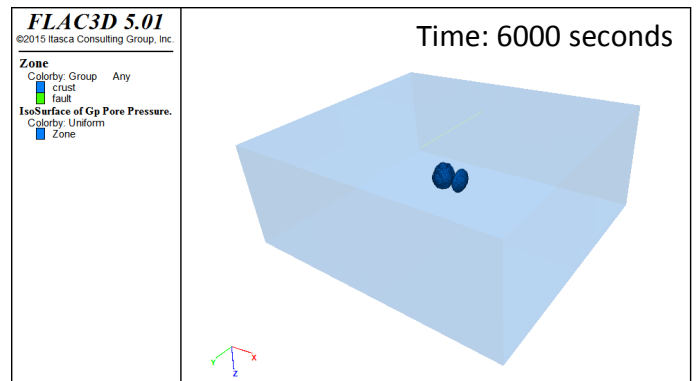 FLAC3D 5.01
©2015 Itasca Consulting Group, Inc.
Zone
Colorby: Group Any
crust
fault
IsoSurface of Gp Pore Pressure.
Colorby: Uniform
Zone
Time: 6000 seconds
Y
X
Z